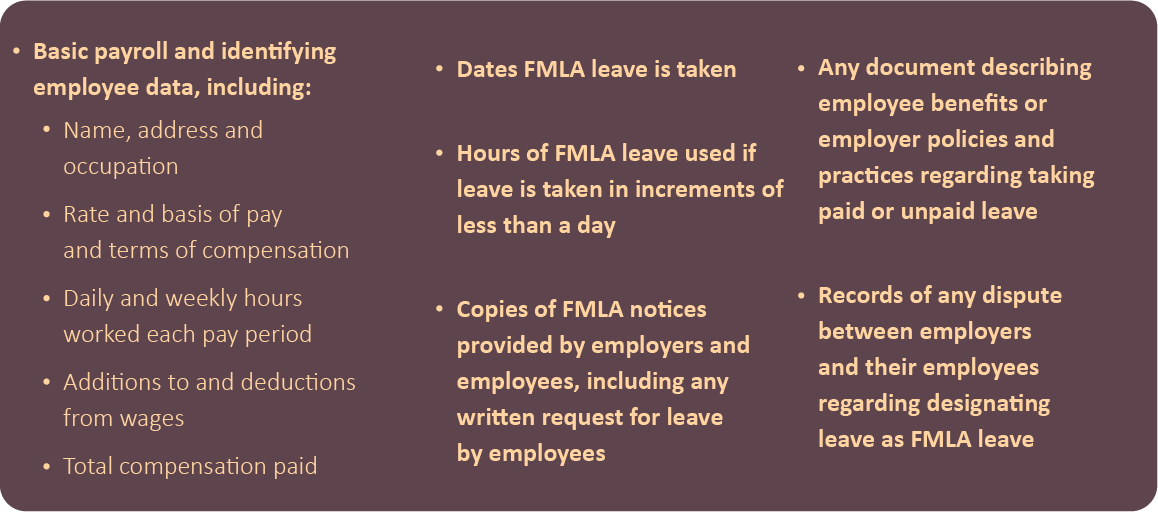 • Basic payroll and identifying
employee data, including:
• Name, address and
occupation
• Rate and basis of pay
and terms of compensation
• Daily and weekly hours
worked each pay period
• Additions to and deductions
from wages
• Total compensation paid
• Dates FMLA leave is taken
• Hours of FMLA leave used if
leave is taken in increments of
less than a day
• Copies of FMLA notices
provided by employers and
employees, including any
written request for leave
by employees
• Any document describing
employee benefits or
employer policies and
practices regarding taking
paid or unpaid leave
• Records of any dispute
between employers
and their employees
regarding designating
leave as FMLA leave